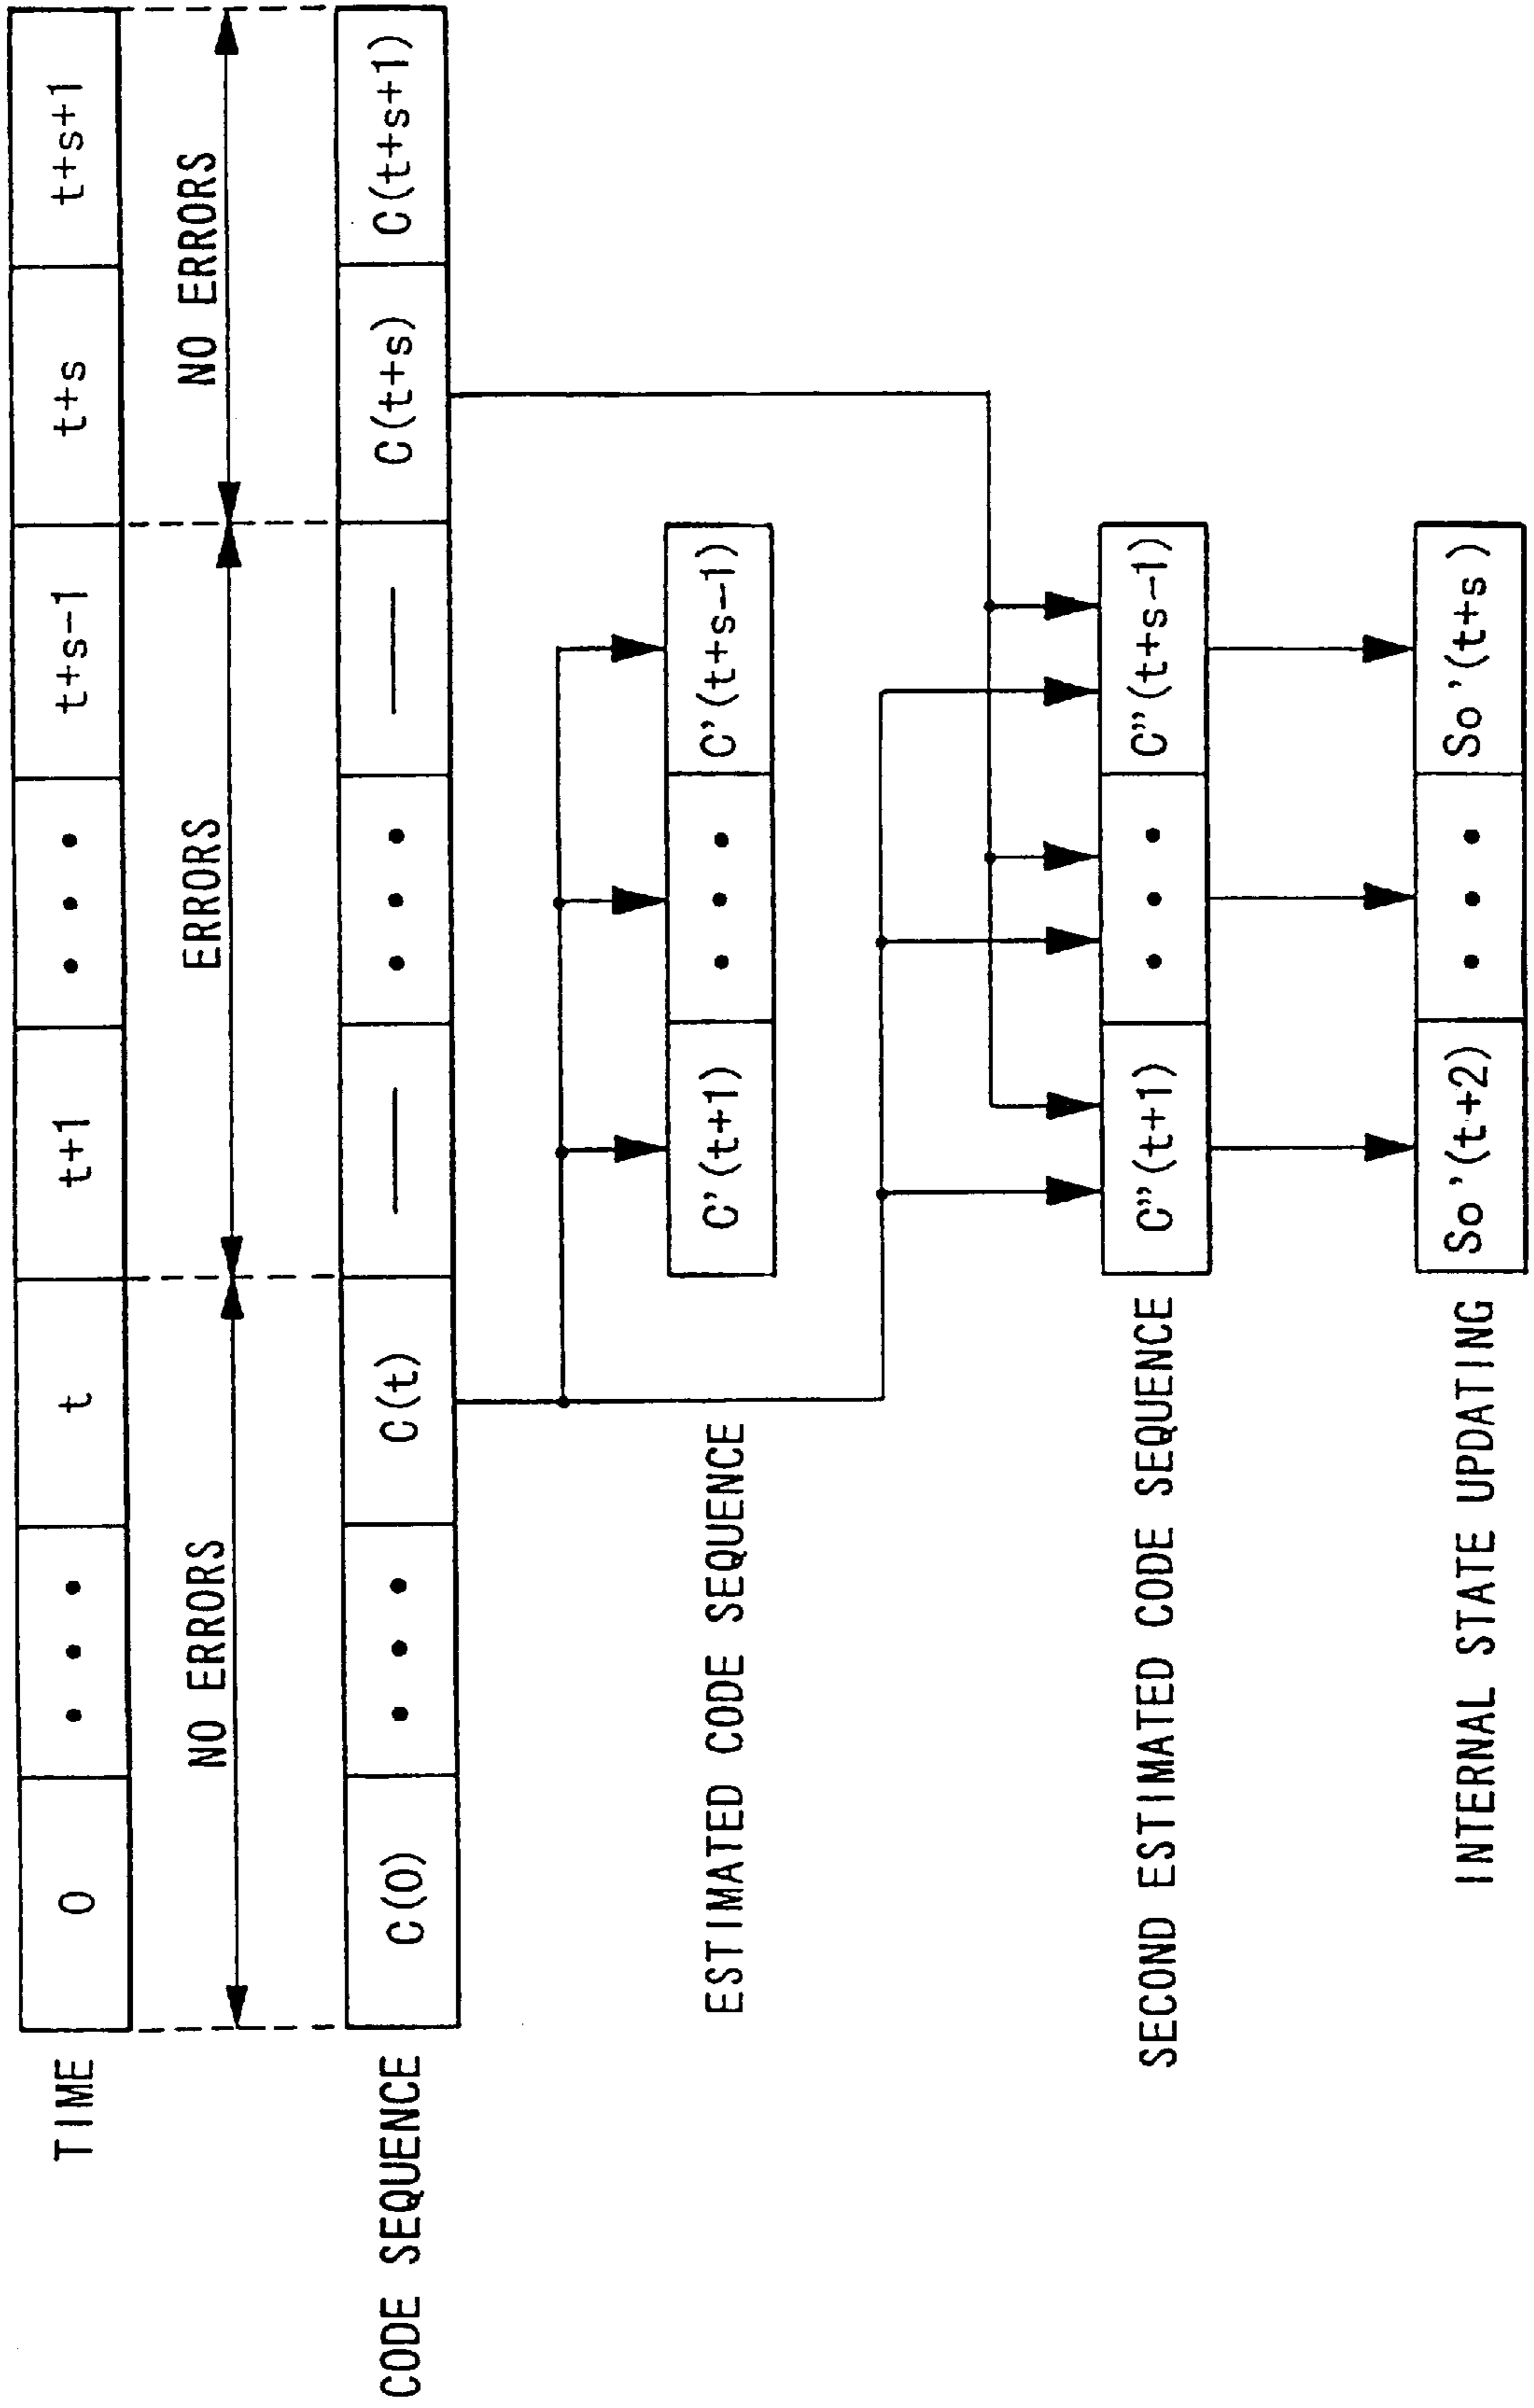 TIME 0 • • • t t+1 • • • t+s-1 t+s t+s+1
NO ERRORS ERRORS NO ERRORS
CODE SEQUENCE C(0) • • • C(t) — • • • — C(t+s) C(t+s+1)
ESTIMATED CODE SEQUENCE C'(t+1) • • • C'(t+s-1)
SECOND ESTIMATED CODE SEQUENCE C"(t+1) • • • C"(t+s-1)
INTERNAL STATE UPDATING So'(t+2) • • • So'(t+s)